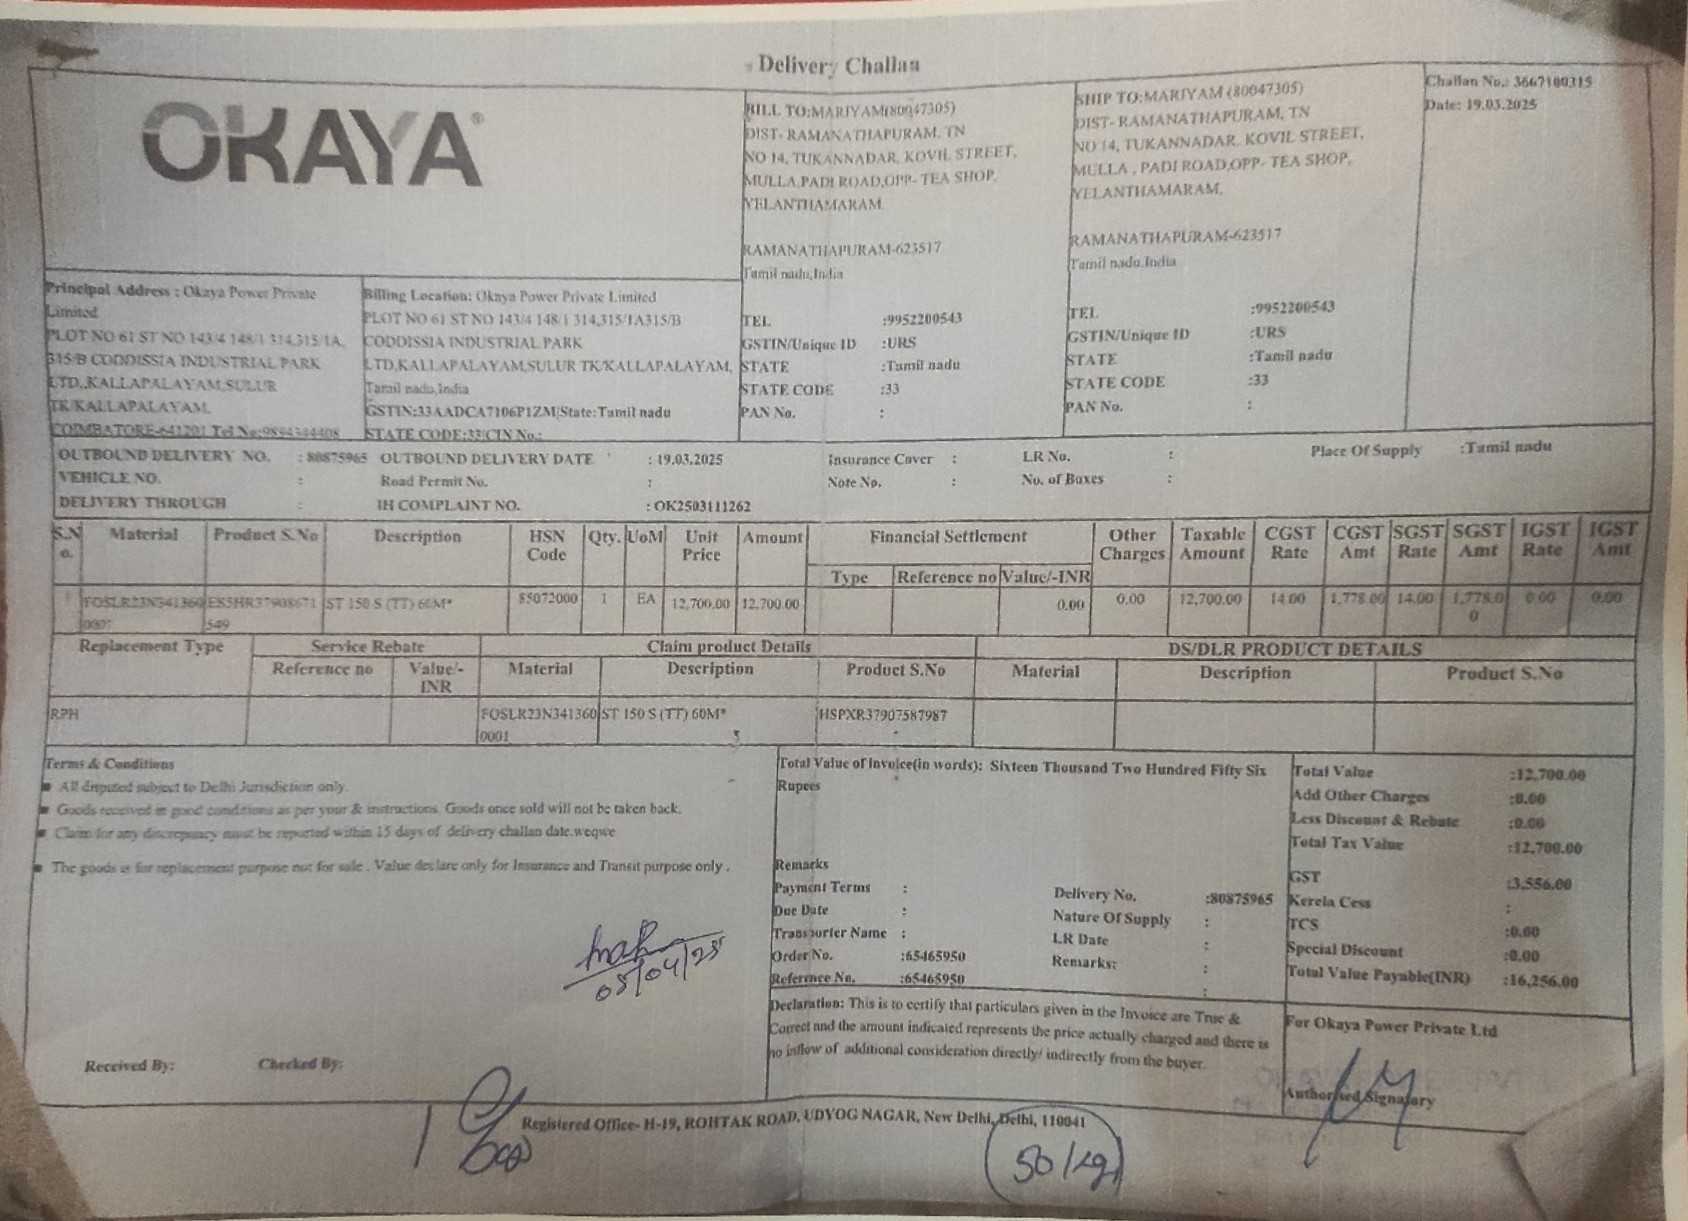 Delivery Challan
OKAYA®
BILL TO:MARIYAM(80047305)
DIST- RAMANATHAPURAM, TN
NO 14, TUKANNADAR, KOVIL STREET,
MULLA,PADI ROAD,OPP- TEA SHOP,
YELANTHAMARAM.
RAMANATHAPURAM-623517
Tamil nadu,India
TEL :9952200543
GSTIN/Unique ID :URS
STATE :Tamil nadu
STATE CODE :33
PAN No. :
SHIP TO:MARIYAM (80047305)
DIST- RAMANATHAPURAM, TN
NO 14, TUKANNADAR, KOVIL STREET,
MULLA , PADI ROAD,OPP- TEA SHOP,
YELANTHAMARAM,
RAMANATHAPURAM-623517
Tamil nadu,India
TEL :9952200543
GSTIN/Unique ID :URS
STATE :Tamil nadu
STATE CODE :33
PAN No. :
Challan No.: 3667100315
Date: 19.03.2025
Principal Address : Okaya Power Private
Limited
PLOT NO 61 ST NO 143/4 148/1 314,315/1A,
315/B CODDISSIA INDUSTRIAL PARK
LTD,,KALLAPALAYAM,SULUR
TK/KALLAPALAYAM,
COIMBATORE-641201 Tel No:9894344408
Billing Location: Okaya Power Private Limited
PLOT NO 61 ST NO 143/4 148/1 314,315/1A315/B
CODDISSIA INDUSTRIAL PARK
LTD,KALLAPALAYAM,SULUR TK/KALLAPALAYAM,
Tamil nadu,India
GSTIN:33AADCA7106P1ZM|State:Tamil nadu
STATE CODE:33/CIN No.:
OUTBOUND DELIVERY NO. : 80875965 OUTBOUND DELIVERY DATE : 19.03.2025 Insurance Cover : LR No. : Place Of Supply :Tamil nadu
VEHICLE NO. : Road Permit No. : Note No. : No. of Boxes :
DELIVERY THROUGH : IH COMPLAINT NO. : OK2503111262
S.N Material Product S.No Description HSN Qty. UoM Unit Amount Financial Settlement Other Taxable CGST CGST SGST SGST IGST IGST
o. Code Price Charges Amount Rate Amt Rate Amt Rate Amt
Type Reference no Value/-INR
1 FOSLR23N341360 ES5HR37908671 ST 150 S (TT) 60M* 85072000 1 EA 12,700.00 12,700.00 0.00 0.00 12,700.00 14.00 1,778.00 14.00 1,778.0 0.00 0.00
0001 549 0
Replacement Type Service Rebate Claim product Details DS/DLR PRODUCT DETAILS
Reference no Value/- Material Description Product S.No Material Description Product S.No
INR
RPH FOSLR23N341360 ST 150 S (TT) 60M* HSPXR37907587987
0001
Terms & Conditions
All disputed subject to Delhi Jurisdiction only.
Goods received in good conditions as per your & instructions. Goods once sold will not be taken back.
Claim for any discrepancy must be reported within 15 days of delivery challan date.weqwe
The goods is for replacement purpose not for sale . Value declare only for Insurance and Transit purpose only .
08/04/25
Received By: Checked By:
Total Value of Invoice(in words): Sixteen Thousand Two Hundred Fifty Six
Rupees
Remarks
Payment Terms :
Due Date :
Transporter Name :
Order No. :65465950
Reference No. :65465950
Delivery No. :80875965
Nature Of Supply :
LR Date :
Remarks: :
:
Total Value :12,700.00
Add Other Charges :0.00
Less Discount & Rebate :0.00
Total Tax Value :12,700.00
GST :3,556.00
Kerela Cess :
TCS :0.00
Special Discount :0.00
Total Value Payable(INR) :16,256.00
Declaration: This is to certify that particulars given in the Invoice are True &
Correct and the amount indicated represents the price actually charged and there is
no inflow of additional consideration directly/ indirectly from the buyer.
For Okaya Power Private Ltd
Authorised Signatory
Registered Office- H-19, ROHTAK ROAD, UDYOG NAGAR, New Delhi, Delhi, 110041
50/kg